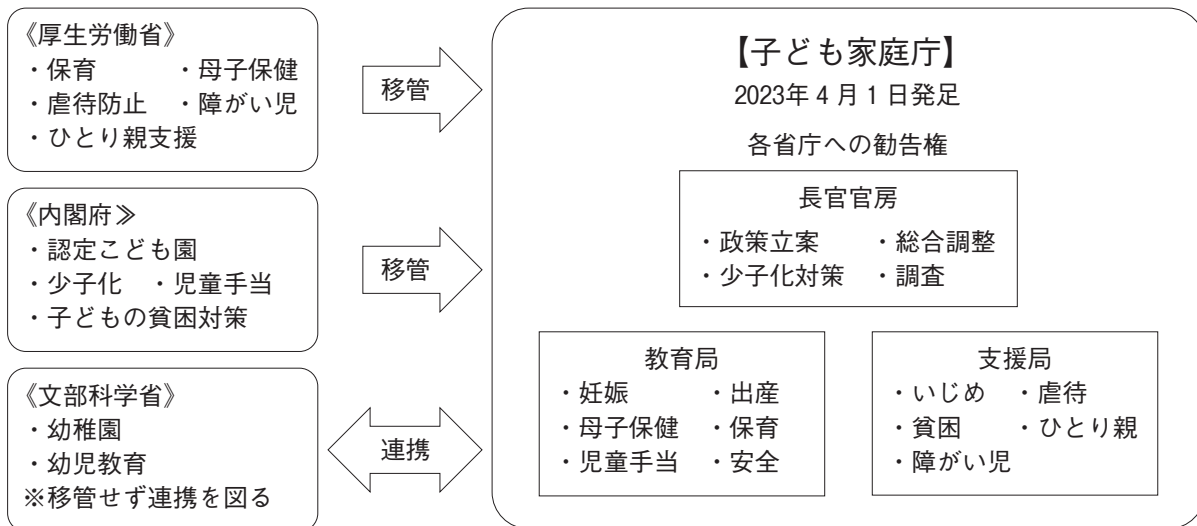 《厚生労働省》
・保育　・母子保健
・虐待防止　・障がい児
・ひとり親支援
移管
《内閣府≫
・認定こども園
・少子化　・児童手当
・子どもの貧困対策
移管
《文部科学省》
・幼稚園
・幼児教育
※移管せず連携を図る
連携
【子ども家庭庁】
2023年4月1日発足
各省庁への勧告権
長官官房
・政策立案　・総合調整
・少子化対策　・調査
教育局
・妊娠　・出産
・母子保健　・保育
・児童手当　・安全
支援局
・いじめ　・虐待
・貧困　・ひとり親
・障がい児